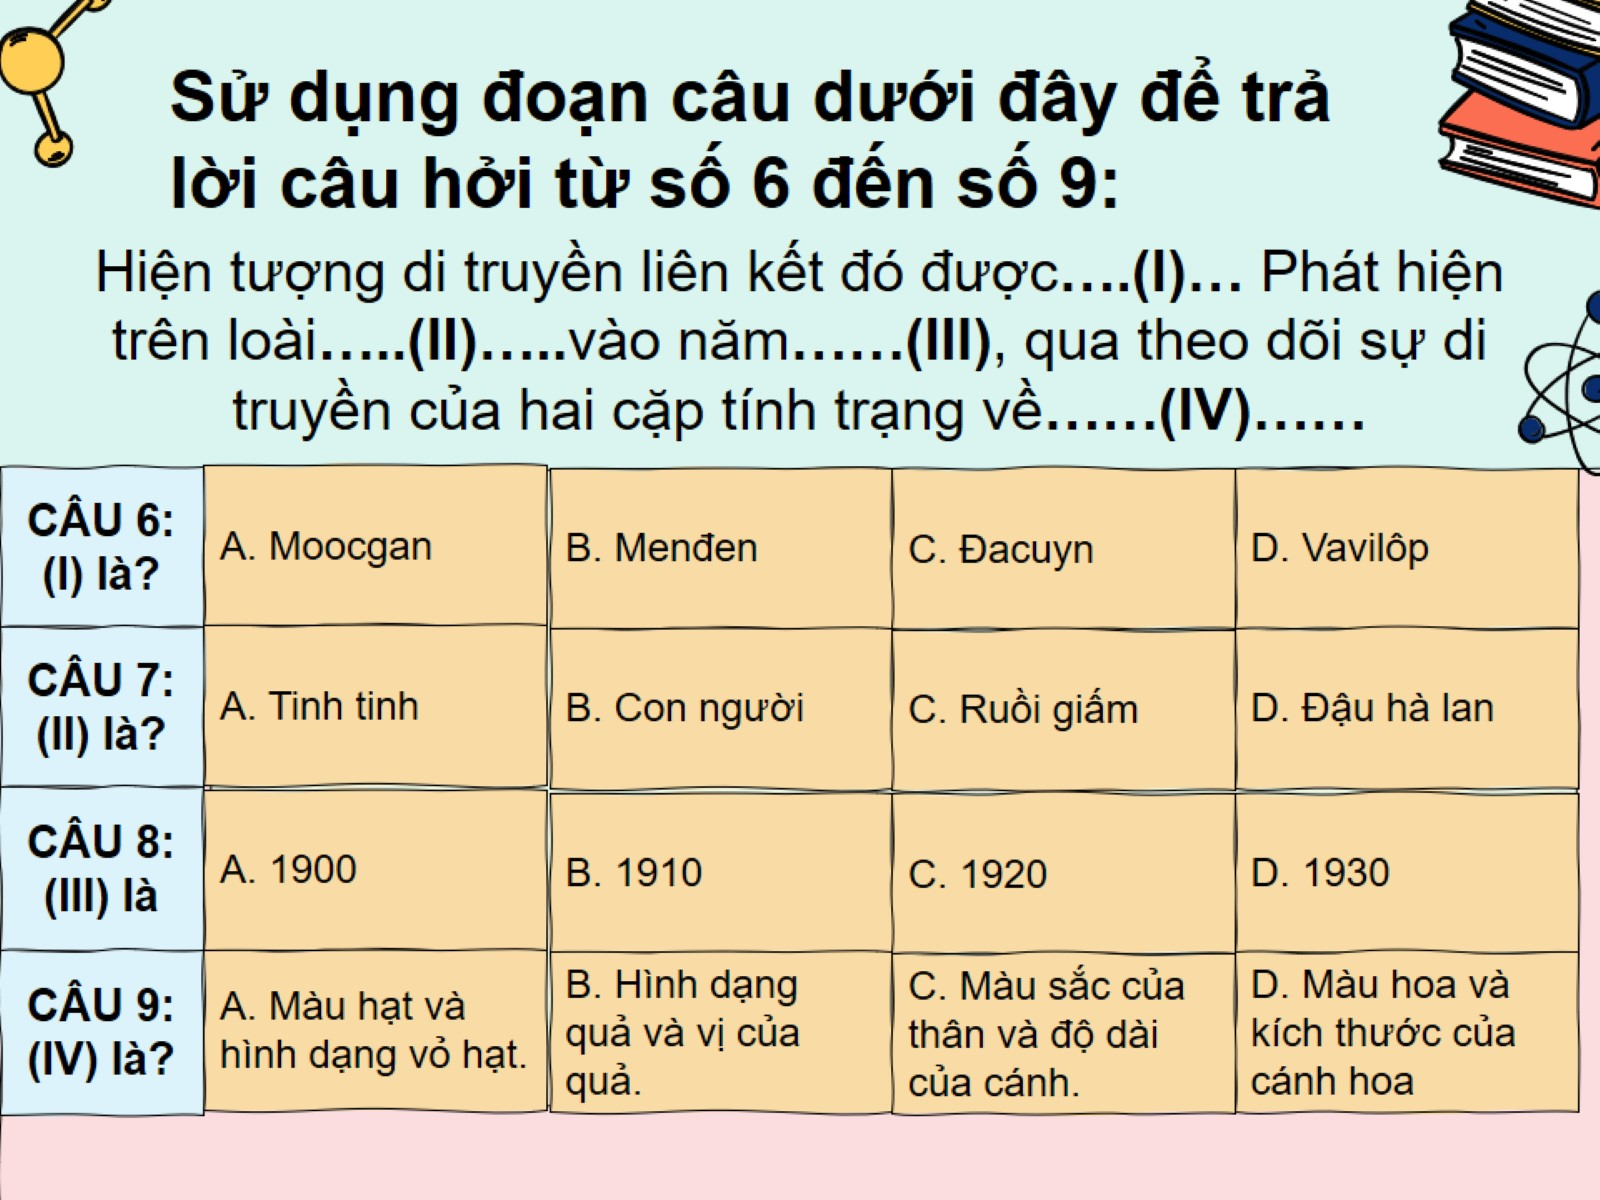 Sử dụng đoạn câu dưới đây để trả
lời câu hỏi từ số 6 đến số 9:
Hiện tượng di truyền liên kết đó được….(I)… Phát hiện
trên loài…..(II)…..vào năm……(III), qua theo dõi sự di
truyền của hai cặp tính trạng về……(IV)……
CÂU 6:
(I) là?
A. Moocgan
B. Menđen
C. Đacuyn
D. Vavilôp
CÂU 7:
(II) là?
A. Tinh tinh
B. Con người
C. Ruồi giấm
D. Đậu hà lan
CÂU 8:
(III) là
A. 1900
B. 1910
C. 1920
D. 1930
CÂU 9:
(IV) là?
A. Màu hạt và
hình dạng vỏ hạt.
B. Hình dạng
quả và vị của
quả.
C. Màu sắc của
thân và độ dài
của cánh.
D. Màu hoa và
kích thước của
cánh hoa